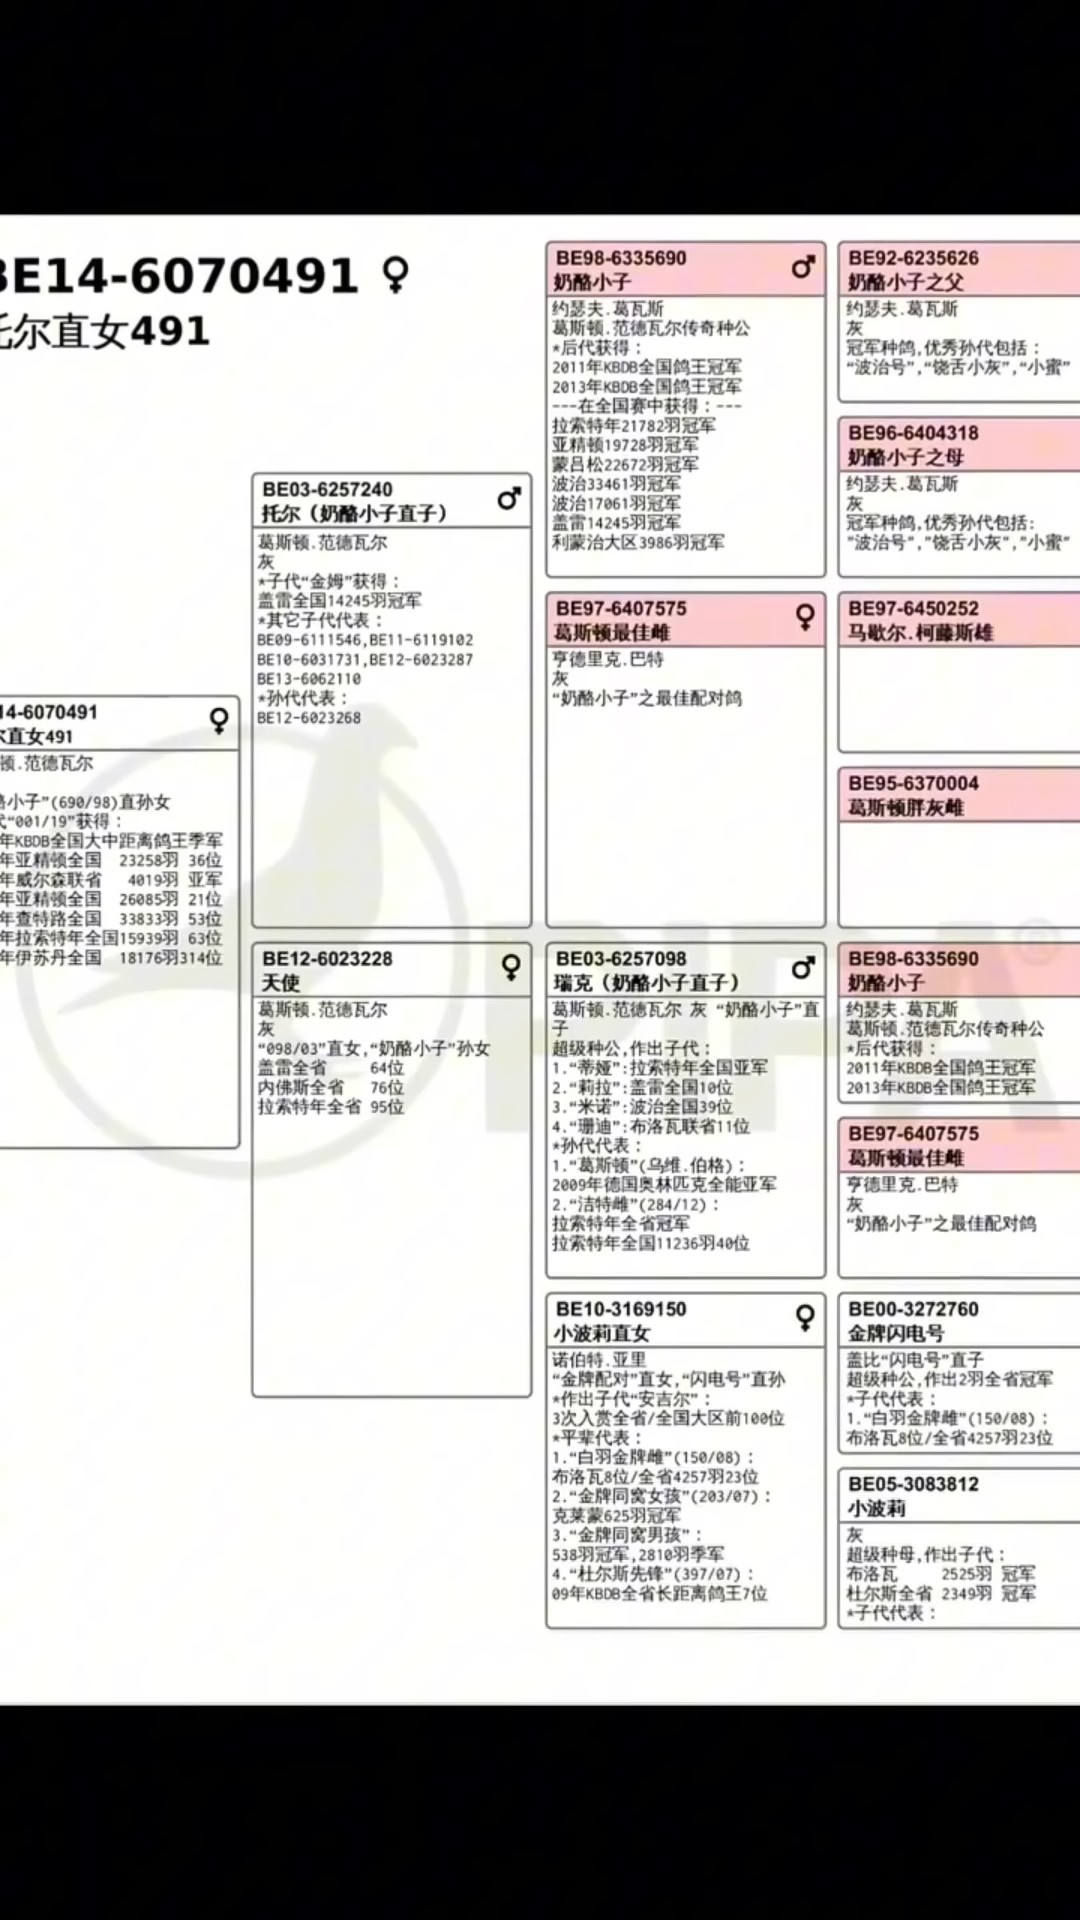 BE14-6070491 ♀
托尔直女491
14-6070491 ♀
直女491
顿.范德瓦尔
小子”(690/98)直孙女
“001/19”获得：
年KBDB全国大中距离鸽王季军
年亚精顿全国 23258羽 36位
年威尔森联省 4019羽 亚军
年亚精顿全国 26085羽 21位
年查特路全国 33833羽 53位
年拉索特年全国15939羽 63位
年伊苏丹全国 18176羽314位
BE03-6257240 ♂
托尔（奶酪小子直子）
葛斯顿.范德瓦尔
灰
*子代“金姆”获得：
盖雷全国14245羽冠军
*其它子代代表：
BE09-6111546,BE11-6119102
BE10-6031731,BE12-6023287
BE13-6062110
*孙代代表：
BE12-6023268
BE12-6023228 ♀
天使
葛斯顿.范德瓦尔
灰
“098/03”直女,“奶酪小子”孙女
盖雷全省 64位
内佛斯全省 76位
拉索特年全省 95位
BE98-6335690 ♂
奶酪小子
约瑟夫.葛瓦斯
葛斯顿.范德瓦尔传奇种公
*后代获得：
2011年KBDB全国鸽王冠军
2013年KBDB全国鸽王冠军
---在全国赛中获得：---
拉索特年21782羽冠军
亚精顿19728羽冠军
蒙吕松22672羽冠军
波治33461羽冠军
波治17061羽冠军
盖雷14245羽冠军
利蒙治大区3986羽冠军
BE97-6407575 ♀
葛斯顿最佳雌
亨德里克.巴特
灰
“奶酪小子”之最佳配对鸽
BE03-6257098 ♂
瑞克（奶酪小子直子）
葛斯顿.范德瓦尔 灰 “奶酪小子”直
子
超级种公,作出子代：
1.“蒂娅”:拉索特年全国亚军
2.“莉拉”:盖雷全国10位
3.“米诺”:波治全国39位
4.“珊迪”:布洛瓦联省11位
*孙代代表：
1.“葛斯顿”(乌维.伯格)：
2009年德国奥林匹克全能亚军
2.“洁特雌”(284/12)：
拉索特年全省冠军
拉索特年全国11236羽40位
BE10-3169150 ♀
小波莉直女
诺伯特.亚里
“金牌配对”直女,“闪电号”直孙
*作出子代“安吉尔”：
3次入赏全省/全国大区前100位
*平辈代表：
1.“白羽金牌雌”(150/08)：
布洛瓦8位/全省4257羽23位
2.“金牌同窝女孩”(203/07)：
克莱蒙625羽冠军
3.“金牌同窝男孩”：
538羽冠军,2810羽季军
4.“杜尔斯先锋”(397/07)：
09年KBDB全省长距离鸽王7位
BE92-6235626
奶酪小子之父
约瑟夫.葛瓦斯
灰
冠军种鸽,优秀孙代包括：
“波治号”,“饶舌小灰”,“小蜜”
BE96-6404318
奶酪小子之母
约瑟夫.葛瓦斯
灰
冠军种鸽,优秀孙代包括：
“波治号”,“饶舌小灰”,“小蜜”
BE97-6450252
马歇尔.柯藤斯雄
BE95-6370004
葛斯顿胖灰雌
BE98-6335690
奶酪小子
约瑟夫.葛瓦斯
葛斯顿.范德瓦尔传奇种公
*后代获得：
2011年KBDB全国鸽王冠军
2013年KBDB全国鸽王冠军
BE97-6407575
葛斯顿最佳雌
亨德里克.巴特
灰
“奶酪小子”之最佳配对鸽
BE00-3272760
金牌闪电号
盖比“闪电号”直子
超级种公,作出2羽全省冠军
*子代代表：
1.“白羽金牌雌”(150/08)：
布洛瓦8位/全省4257羽23位
BE05-3083812
小波莉
灰
超级种母,作出子代：
布洛瓦 2525羽 冠军
杜尔斯全省 2349羽 冠军
*子代代表：
PIPA®